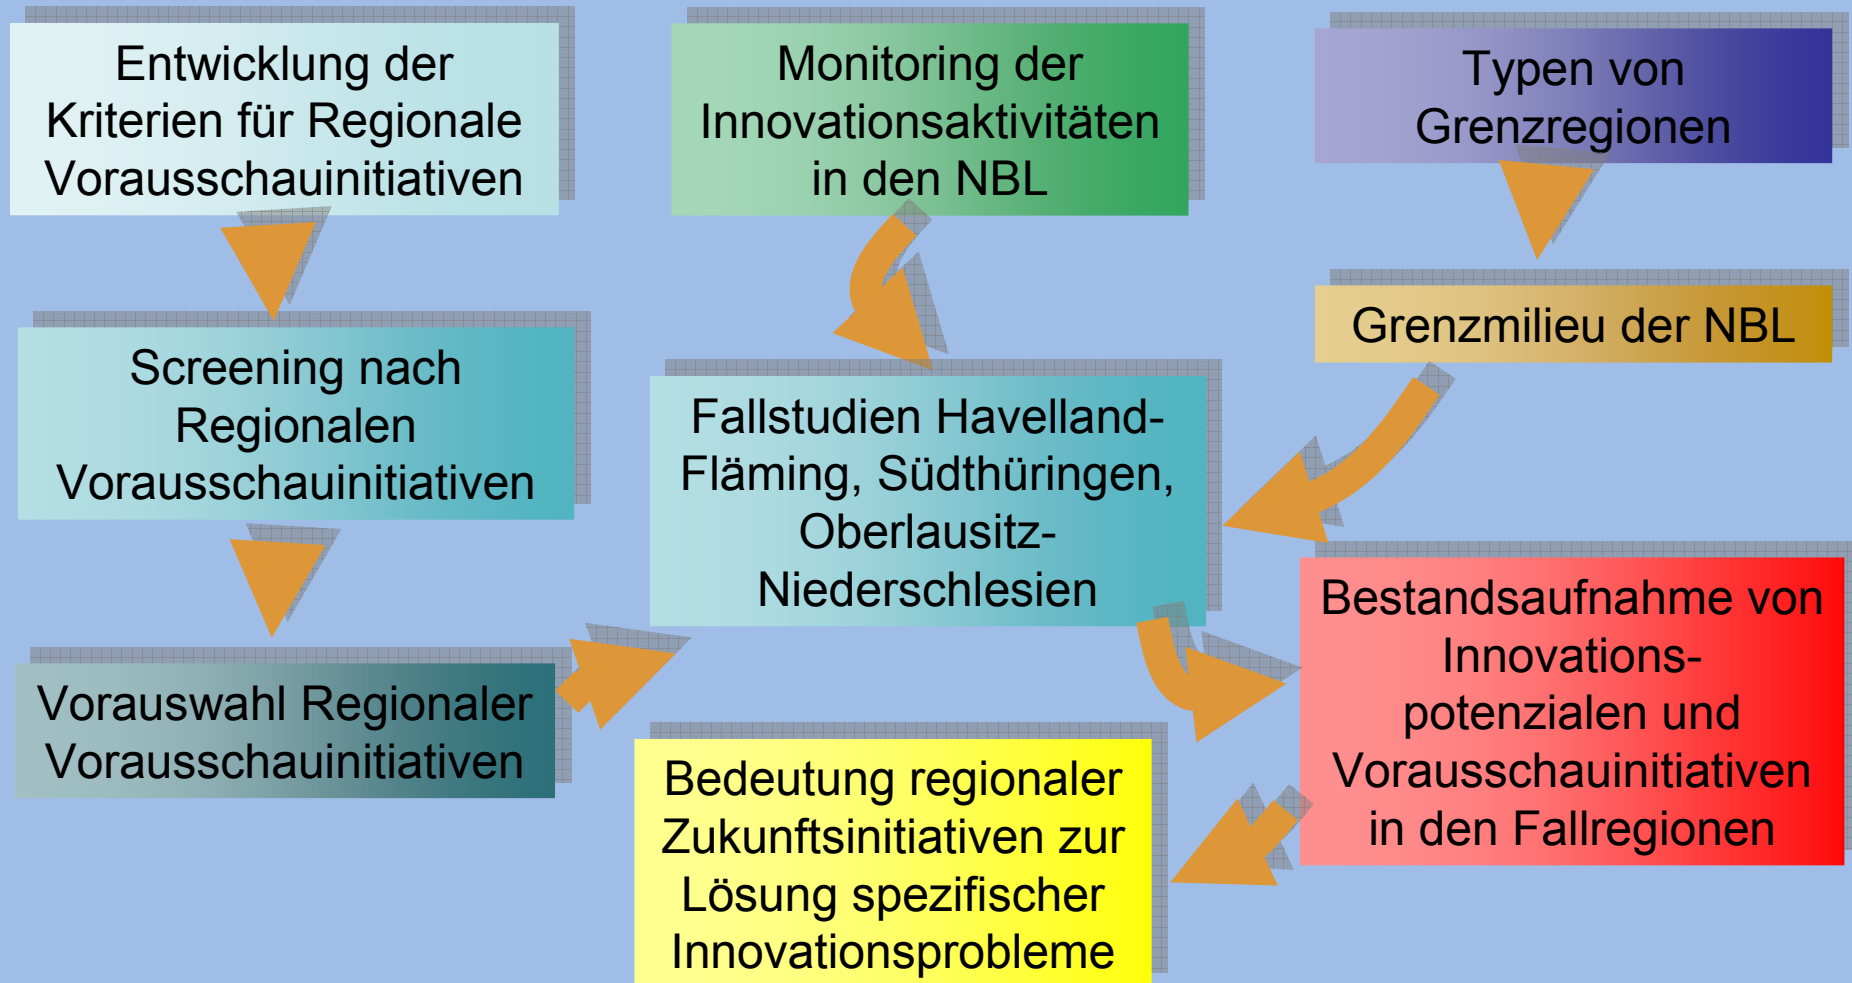 Entwicklung der
Kriterien für Regionale
Vorausschauinitiativen
Monitoring der
Innovationsaktivitäten
in den NBL
Typen von
Grenzregionen
Grenzmilieu der NBL
Screening nach
Regionalen
Vorausschauinitiativen
Fallstudien Havelland-
Fläming, Südthüringen,
Oberlausitz-
Niederschlesien
Bestandsaufnahme von
Innovations-
potenzialen und
Vorausschauinitiativen
in den Fallregionen
Vorauswahl Regionaler
Vorausschauinitiativen
Bedeutung regionaler
Zukunftsinitiativen zur
Lösung spezifischer
Innovationsprobleme